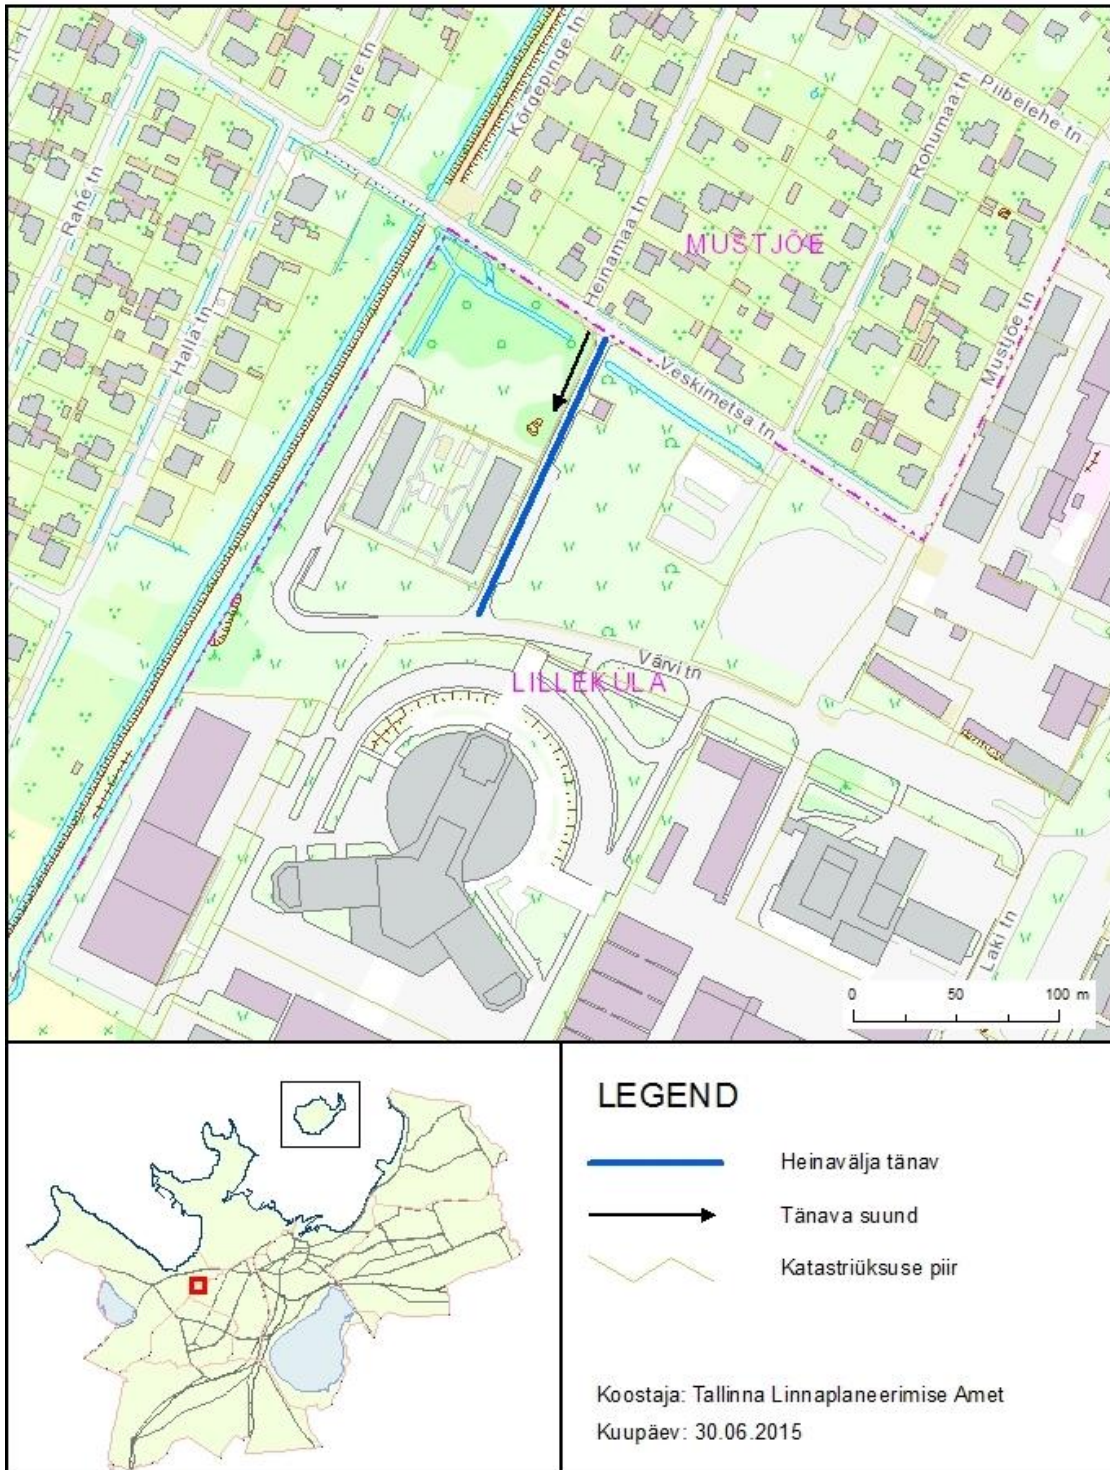 Siire tn
Kõrgepinge tn
Heinamaa tn
Rohumaa tn
Piibelehe tn
Rahe tn
Halla tn
MUSTJÕE
Mustjõe tn
Veskimetsa tn
Värvi tn
LILLEKÜLA
Laki tn
0 50 100 m
LEGEND
Heinavälja tänav
Tänava suund
Katastriüksuse piir
Koostaja: Tallinna Linnaplaneerimise Amet
Kuupäev: 30.06.2015